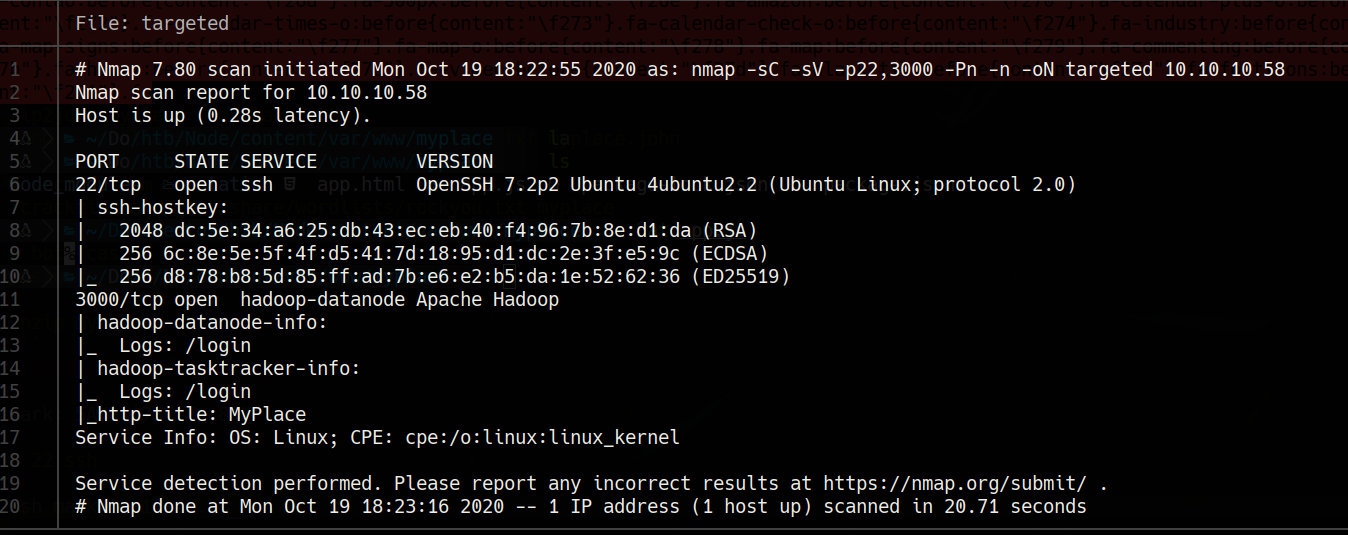 File: targeted
1 # Nmap 7.80 scan initiated Mon Oct 19 18:22:55 2020 as: nmap -sC -sV -p22,3000 -Pn -n -oN targeted 10.10.10.58
2 Nmap scan report for 10.10.10.58
3 Host is up (0.28s latency).
4
5 PORT     STATE SERVICE         VERSION
6 22/tcp   open  ssh             OpenSSH 7.2p2 Ubuntu 4ubuntu2.2 (Ubuntu Linux; protocol 2.0)
7 | ssh-hostkey:
8 |   2048 dc:5e:34:a6:25:db:43:ec:eb:40:f4:96:7b:8e:d1:da (RSA)
9 |   256 6c:8e:5e:5f:4f:d5:41:7d:18:95:d1:dc:2e:3f:e5:9c (ECDSA)
10 |_  256 d8:78:b8:5d:85:ff:ad:7b:e6:e2:b5:da:1e:52:62:36 (ED25519)
11 3000/tcp open  hadoop-datanode Apache Hadoop
12 | hadoop-datanode-info:
13 |_  Logs: /login
14 | hadoop-tasktracker-info:
15 |_  Logs: /login
16 |_http-title: MyPlace
17 Service Info: OS: Linux; CPE: cpe:/o:linux:linux_kernel
18
19 Service detection performed. Please report any incorrect results at https://nmap.org/submit/ .
20 # Nmap done at Mon Oct 19 18:23:16 2020 -- 1 IP address (1 host up) scanned in 20.71 seconds